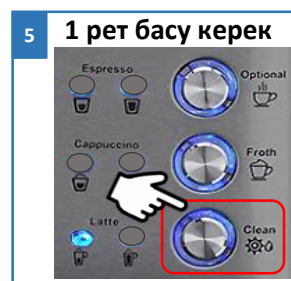 5
1 рет басу керек
Espresso
Optional
Cappuccino
Froth
Latte
Clean